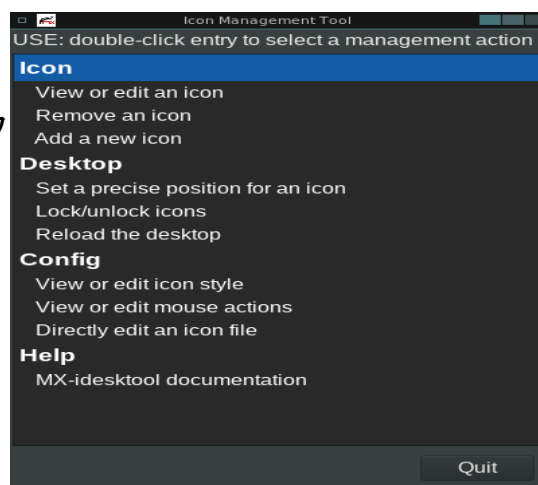 Icon Management Tool
USE: double-click entry to select a management action
Icon
View or edit an icon
Remove an icon
Add a new icon
Desktop
Set a precise position for an icon
Lock/unlock icons
Reload the desktop
Config
View or edit icon style
View or edit mouse actions
Directly edit an icon file
Help
MX-idesktool documentation
Quit